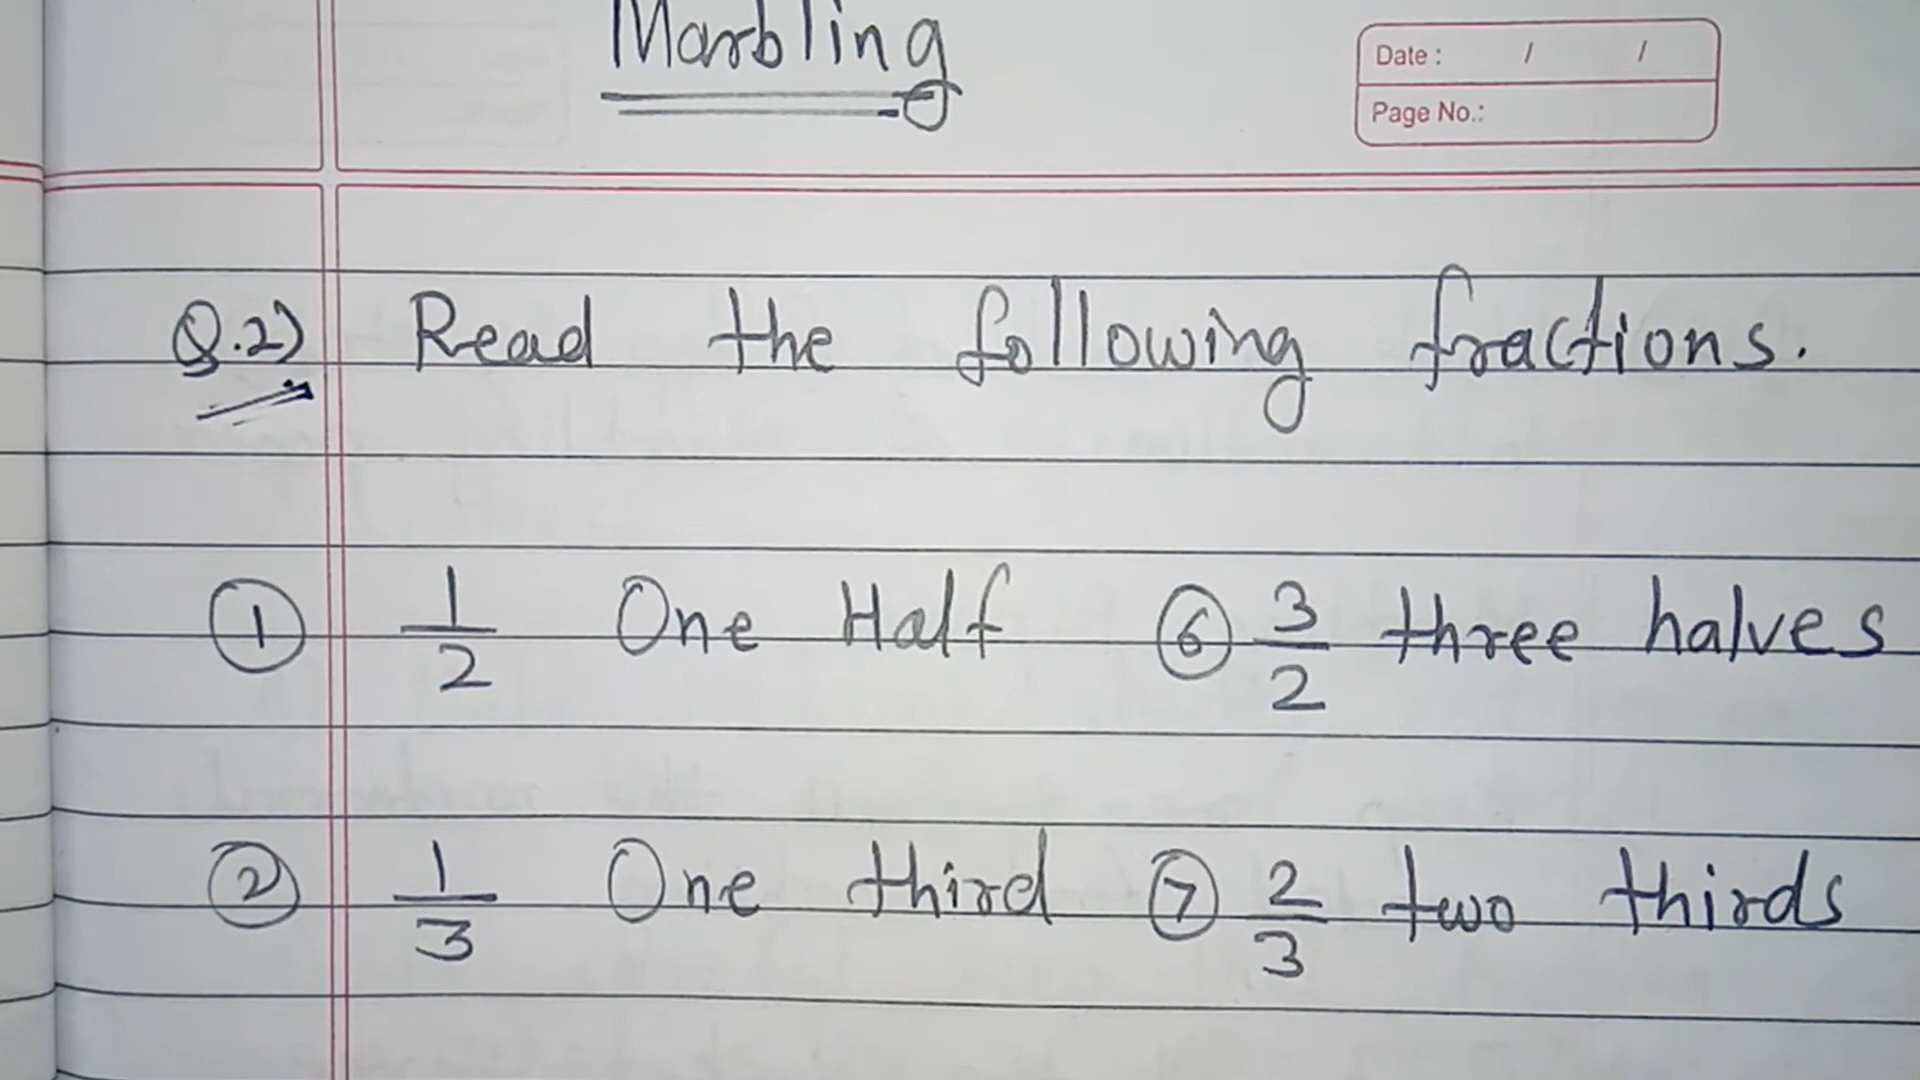 Marbling
Date : / /
Page No.:
Q.2) Read the following fractions.
① 1/2 One Half ⑥ 3/2 three halves
② 1/3 One third ⑦ 2/3 two thirds